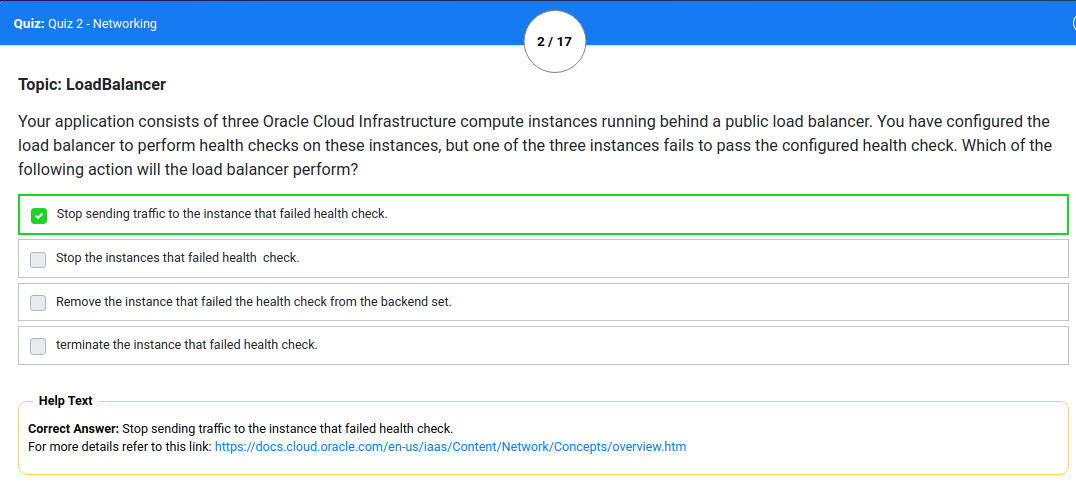 Quiz: Quiz 2 - Networking
2 / 17
Topic: LoadBalancer
Your application consists of three Oracle Cloud Infrastructure compute instances running behind a public load balancer. You have configured the
load balancer to perform health checks on these instances, but one of the three instances fails to pass the configured health check. Which of the
following action will the load balancer perform?
Stop sending traffic to the instance that failed health check.
Stop the instances that failed health  check.
Remove the instance that failed the health check from the backend set.
terminate the instance that failed health check.
Help Text
Correct Answer: Stop sending traffic to the instance that failed health check.
For more details refer to this link: https://docs.cloud.oracle.com/en-us/iaas/Content/Network/Concepts/overview.htm